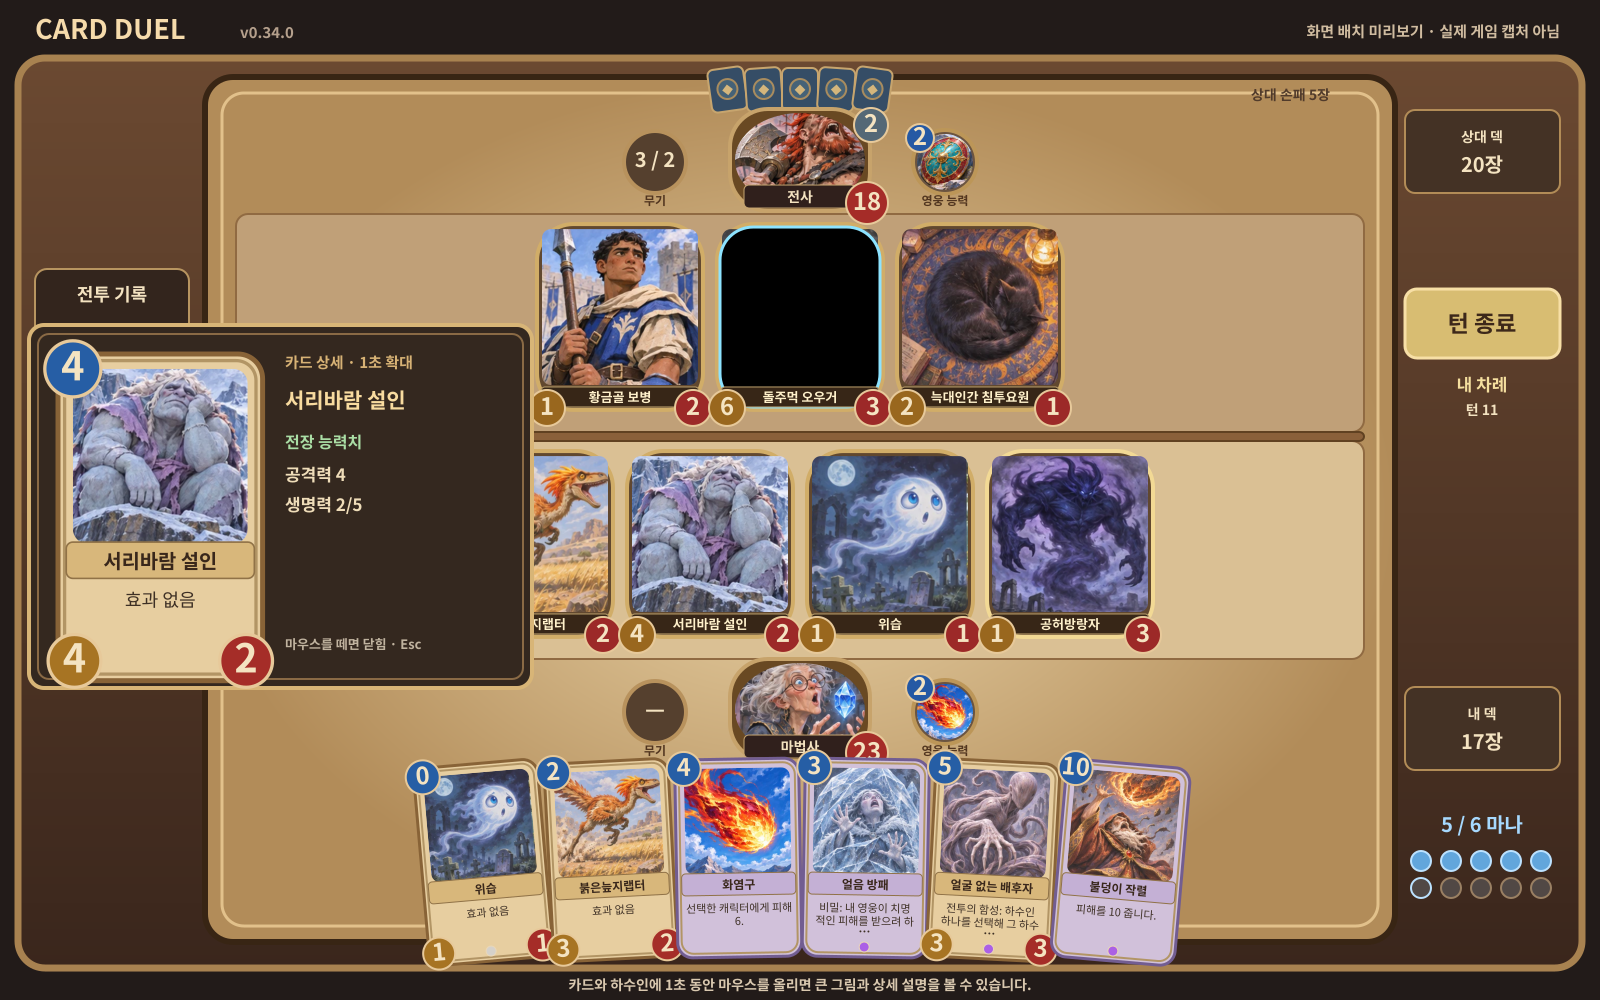 CARD DUEL
v0.34.0
화면 배치 미리보기 · 실제 게임 캡처 아님
상대 손패 5장
2
3 / 2
무기
전사
18
2
영웅 능력
상대 덱
20장
전투 기록
황금골 보병
1
2
돌주먹 오우거
6
3
늑대인간 침투요원
2
1
턴 종료
내 차례
턴 11
4
서리바람 설인
효과 없음
4
2
카드 상세 · 1초 확대
서리바람 설인
전장 능력치
공격력 4
생명력 2/5
마우스를 떼면 닫힘 · Esc
지랩터
2
서리바람 설인
4
2
위습
1
1
공허방랑자
1
3
—
무기
마법사
23
2
영웅 능력
내 덱
17장
5 / 6 마나
0
위습
효과 없음
1
1
2
붉은늪지랩터
효과 없음
3
2
4
화염구
선택한 캐릭터에게 피해
6.
3
얼음 방패
비밀: 내 영웅이 치명
적인 피해를 받으려 하
...
5
얼굴 없는 배후자
전투의 함성: 하수인
하나를 선택해 그 하수
...
3
3
10
불덩이 작렬
피해를 10 줍니다.
카드와 하수인에 1초 동안 마우스를 올리면 큰 그림과 상세 설명을 볼 수 있습니다.